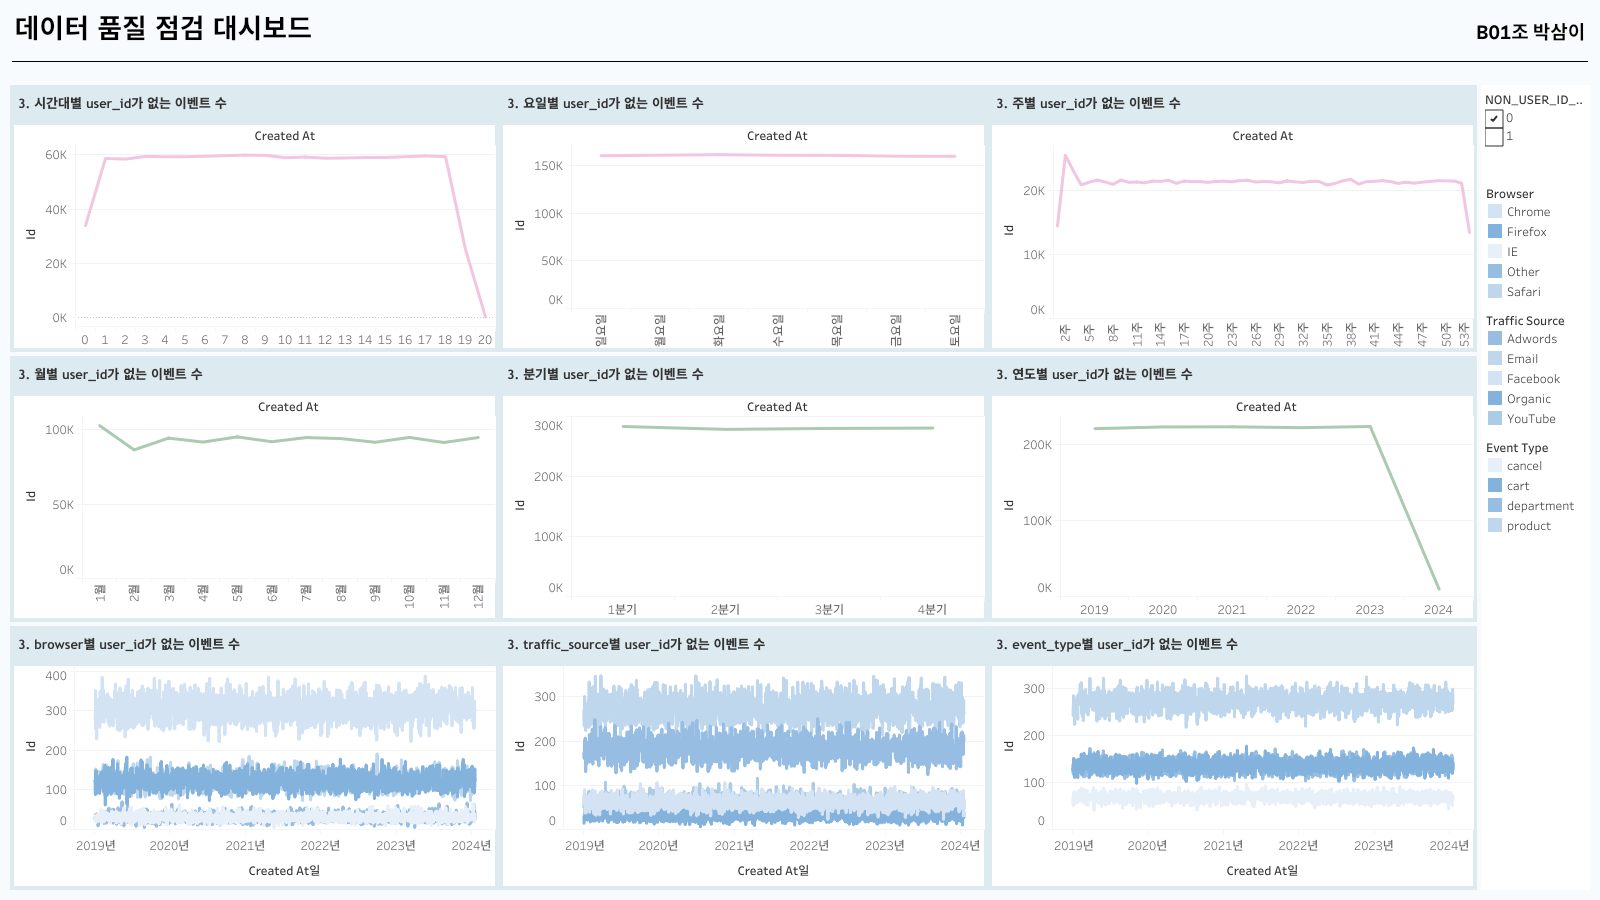 데이터 품질 점검 대시보드
B01조 박삼이
3. 시간대별 user_id가 없는 이벤트 수
Created At
Id
60K
40K
20K
0K
0 1 2 3 4 5 6 7 8 9 10 11 12 13 14 15 16 17 18 19 20
3. 요일별 user_id가 없는 이벤트 수
Created At
Id
150K
100K
50K
0K
일요일 월요일 화요일 수요일 목요일 금요일 토요일
3. 주별 user_id가 없는 이벤트 수
Created At
Id
20K
10K
0K
2주 5주 8주 11주 14주 17주 20주 23주 26주 29주 32주 35주 38주 41주 44주 47주 50주 53주
NON_USER_ID_..
0
1
Browser
Chrome
Firefox
IE
Other
Safari
Traffic Source
Adwords
Email
Facebook
Organic
YouTube
Event Type
cancel
cart
department
product
3. 월별 user_id가 없는 이벤트 수
Created At
Id
100K
50K
0K
1월 2월 3월 4월 5월 6월 7월 8월 9월 10월 11월 12월
3. 분기별 user_id가 없는 이벤트 수
Created At
Id
300K
200K
100K
0K
1분기 2분기 3분기 4분기
3. 연도별 user_id가 없는 이벤트 수
Created At
Id
200K
100K
0K
2019 2020 2021 2022 2023 2024
3. browser별 user_id가 없는 이벤트 수
Id
400
300
200
100
0
2019년 2020년 2021년 2022년 2023년 2024년
Created At일
3. traffic_source별 user_id가 없는 이벤트 수
Id
300
200
100
0
2019년 2020년 2021년 2022년 2023년 2024년
Created At일
3. event_type별 user_id가 없는 이벤트 수
Id
300
200
100
0
2019년 2020년 2021년 2022년 2023년 2024년
Created At일